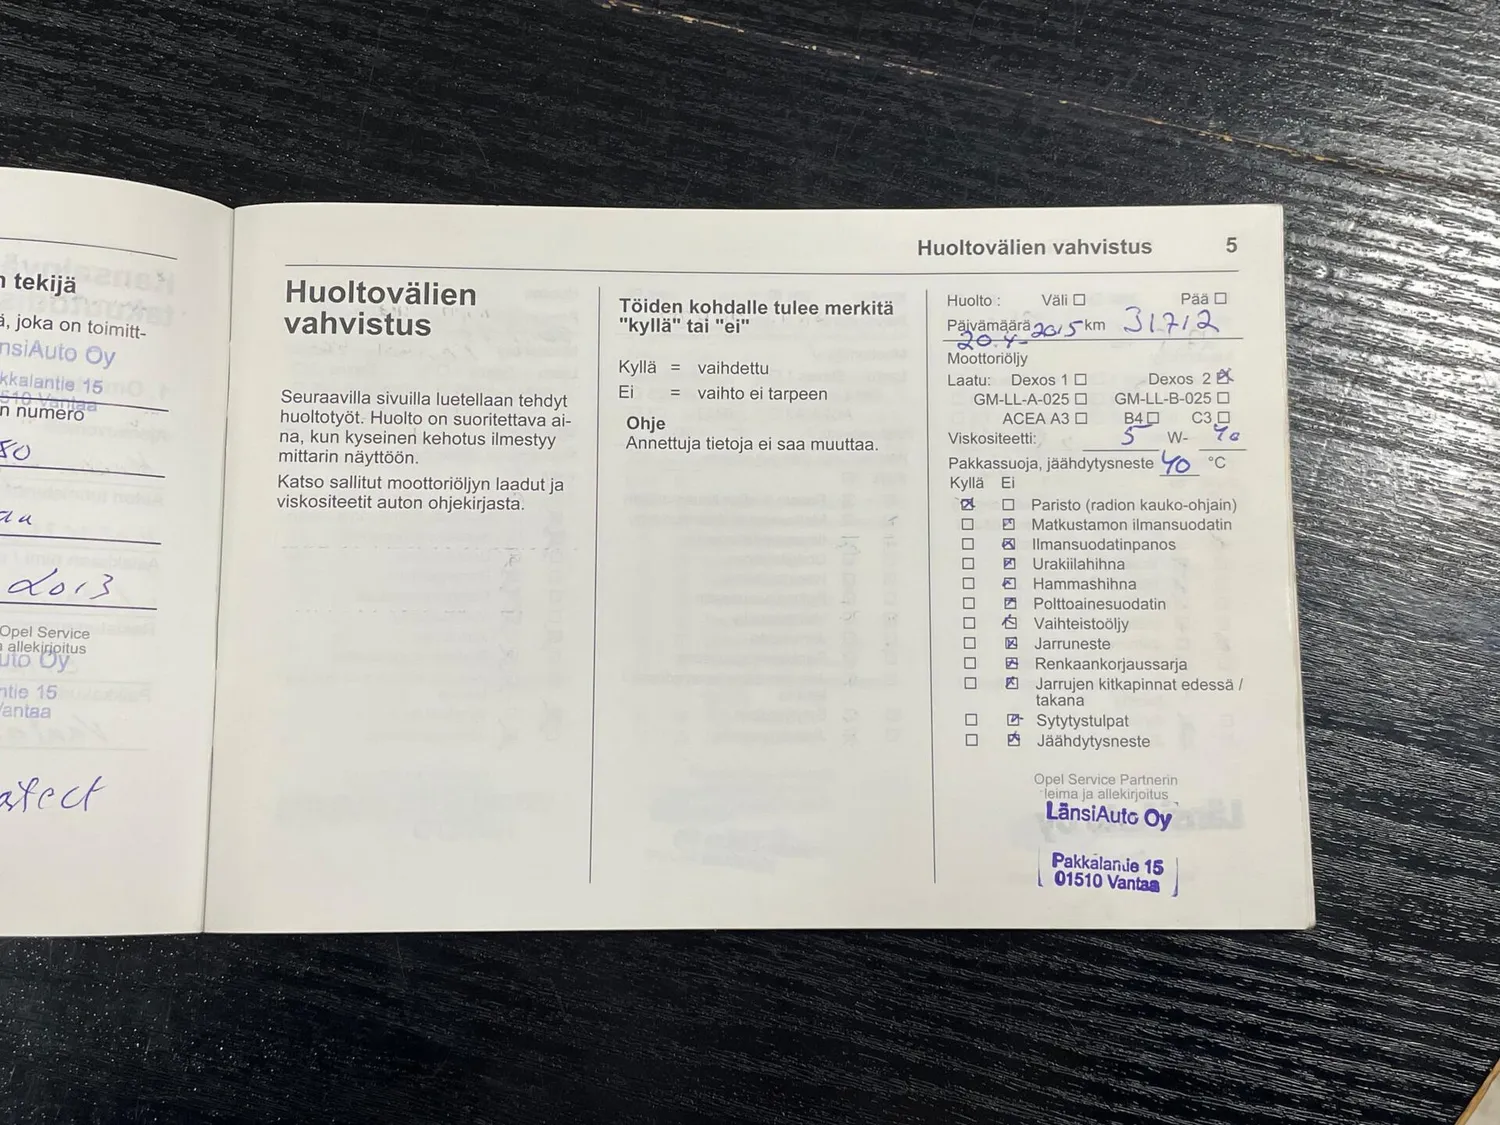 n tekijä
ä, joka on toimitt-
nsiAuto Oy
kkalantie 15
510 Vantaa
n numero
50
2013
Opel Service
a allekirjoitus
uto Oy
ntie 15
Vantaa
Huoltovälien vahvistus 5
Huoltovälien
vahvistus
Seuraavilla sivuilla luetellaan tehdyt
huoltotyöt. Huolto on suoritettava ai-
na, kun kyseinen kehotus ilmestyy
mittarin näyttöön.
Katso sallitut moottoriöljyn laadut ja
viskositeetit auton ohjekirjasta.
Töiden kohdalle tulee merkitä
"kyllä" tai "ei"
Kyllä = vaihdettu
Ei = vaihto ei tarpeen
Ohje
Annettuja tietoja ei saa muuttaa.
Huolto : Väli Pää
Päivämäärä 20.4-2015 km 31712
Moottoriöljy
Laatu: Dexos 1 Dexos 2
GM-LL-A-025 GM-LL-B-025
ACEA A3 B4 C3
Viskositeetti: 5 W- 40
Pakkassuoja, jäähdytysneste 40 °C
Kyllä Ei
Paristo (radion kauko-ohjain)
Matkustamon ilmansuodatin
Ilmansuodatinpanos
Urakiilahihna
Hammashihna
Polttoainesuodatin
Vaihteistoöljy
Jarruneste
Renkaankorjaussarja
Jarrujen kitkapinnat edessä /
takana
Sytytystulpat
Jäähdytysneste
Opel Service Partnerin
leima ja allekirjoitus
LänsiAuto Oy
Pakkalantie 15
01510 Vantaa